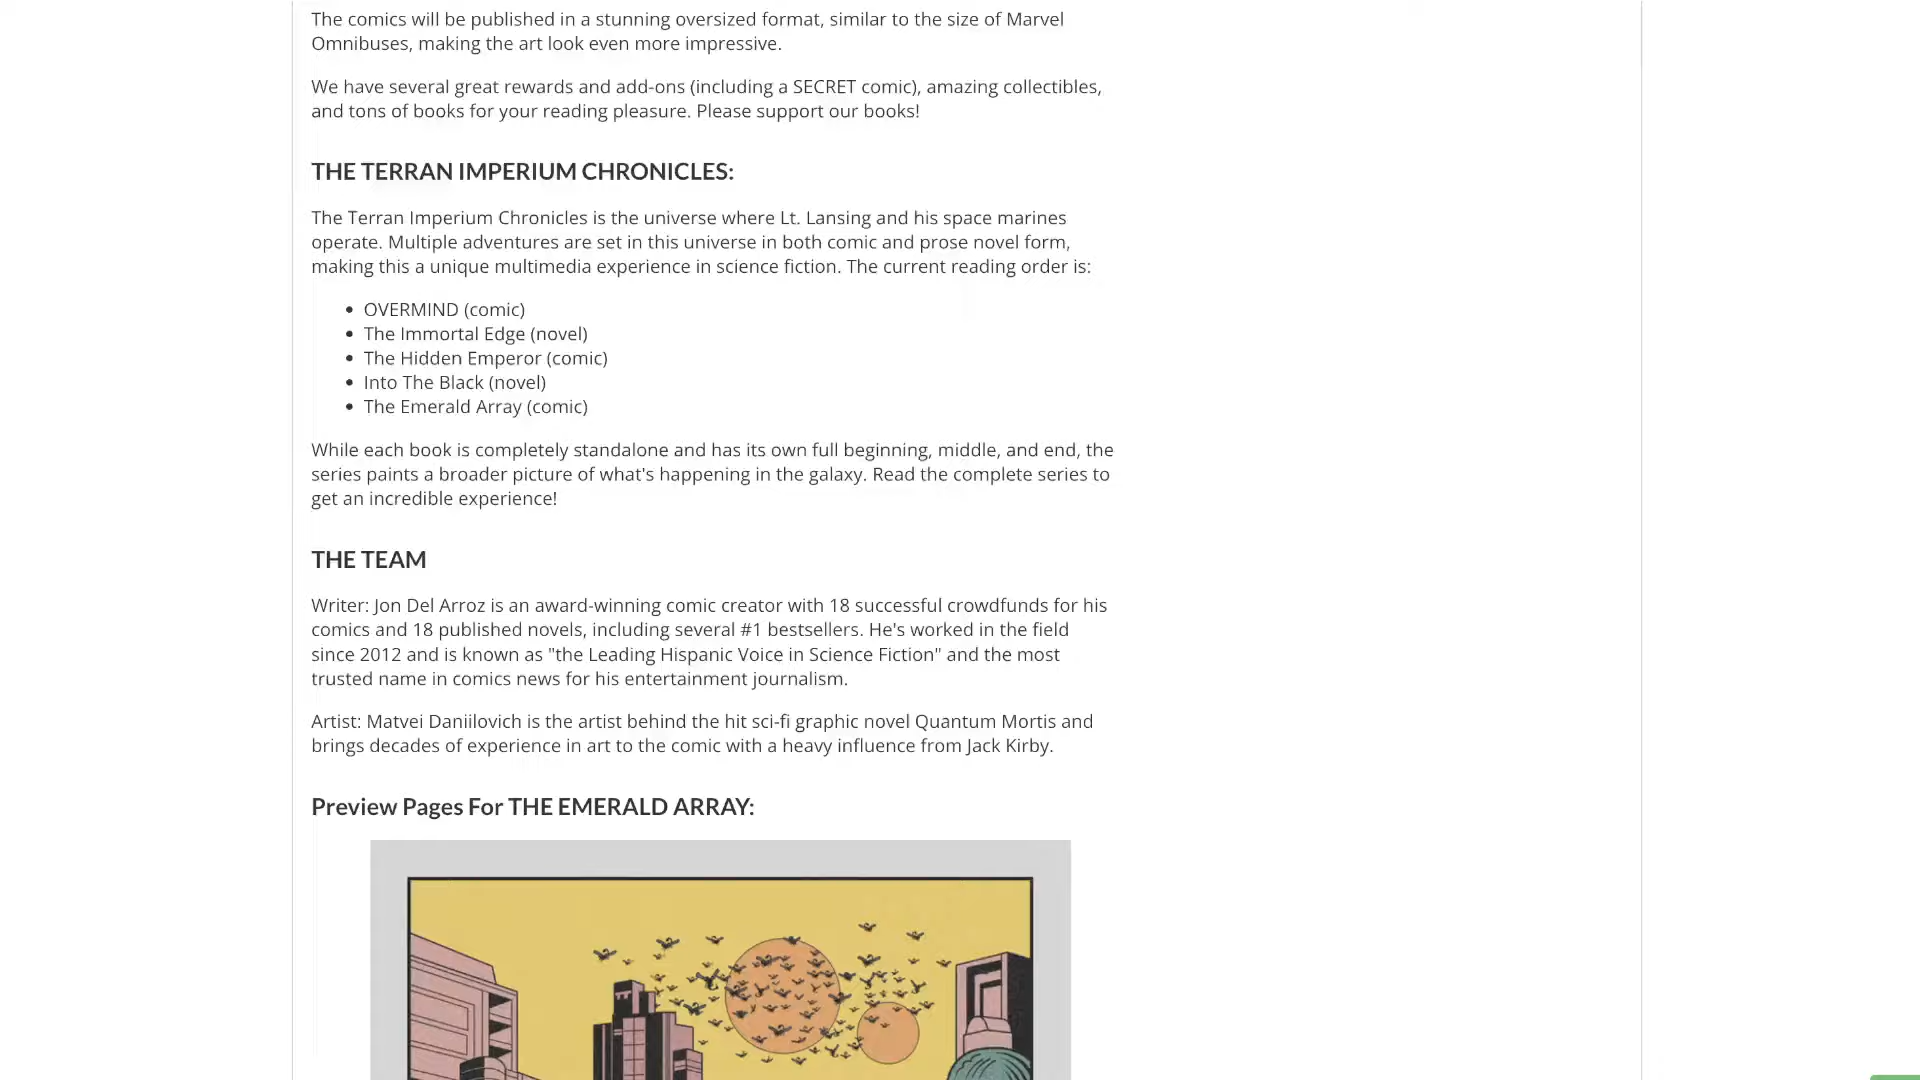 The comics will be published in a stunning oversized format, similar to the size of Marvel
Omnibuses, making the art look even more impressive.
We have several great rewards and add-ons (including a SECRET comic), amazing collectibles,
and tons of books for your reading pleasure. Please support our books!
THE TERRAN IMPERIUM CHRONICLES:
The Terran Imperium Chronicles is the universe where Lt. Lansing and his space marines
operate. Multiple adventures are set in this universe in both comic and prose novel form,
making this a unique multimedia experience in science fiction. The current reading order is:
• OVERMIND (comic)
• The Immortal Edge (novel)
• The Hidden Emperor (comic)
• Into The Black (novel)
• The Emerald Array (comic)
While each book is completely standalone and has its own full beginning, middle, and end, the
series paints a broader picture of what's happening in the galaxy. Read the complete series to
get an incredible experience!
THE TEAM
Writer: Jon Del Arroz is an award-winning comic creator with 18 successful crowdfunds for his
comics and 18 published novels, including several #1 bestsellers. He's worked in the field
since 2012 and is known as "the Leading Hispanic Voice in Science Fiction" and the most
trusted name in comics news for his entertainment journalism.
Artist: Matvei Daniilovich is the artist behind the hit sci-fi graphic novel Quantum Mortis and
brings decades of experience in art to the comic with a heavy influence from Jack Kirby.
Preview Pages For THE EMERALD ARRAY: